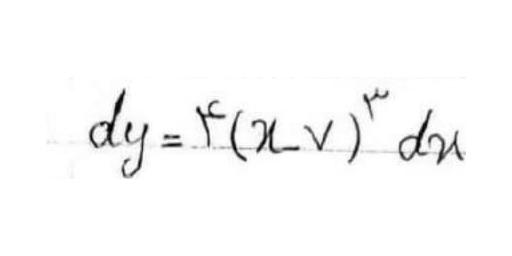 dy = ۴(x-۷)^۳ dx